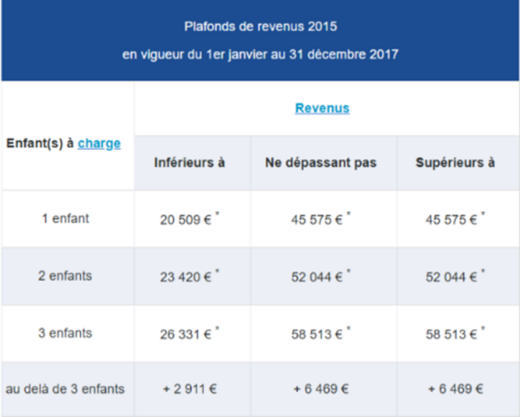 Plafonds de revenus 2015
en vigueur du 1er janvier au 31 décembre 2017
Enfant(s) à charge
Revenus
Inférieurs à Ne dépassant pas Supérieurs à
1 enfant 20 509 € * 45 575 € * 45 575 € *
2 enfants 23 420 € * 52 044 € * 52 044 € *
3 enfants 26 331 € * 58 513 € * 58 513 € *
au delà de 3 enfants + 2 911 € + 6 469 € + 6 469 €